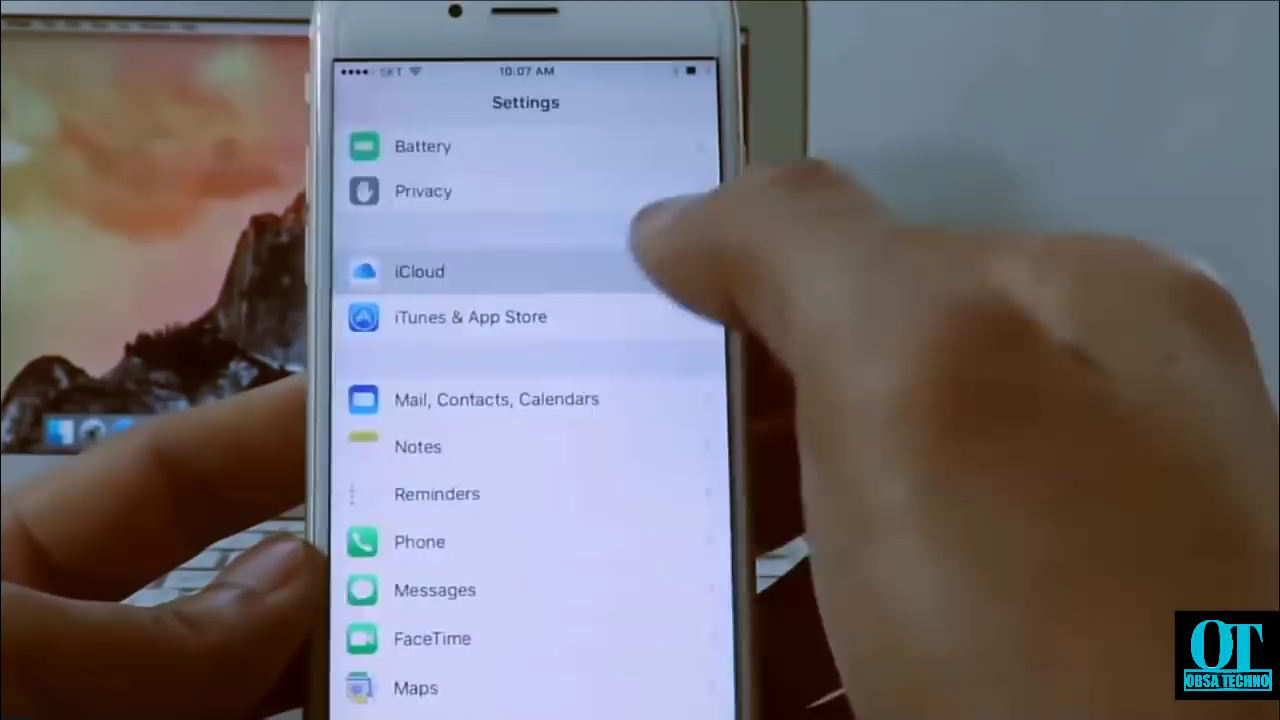 SKT
10:07 AM
Settings
Battery
Privacy
iCloud
iTunes & App Store
Mail, Contacts, Calendars
Notes
Reminders
Phone
Messages
FaceTime
Maps
OT
OBSA TECHNO